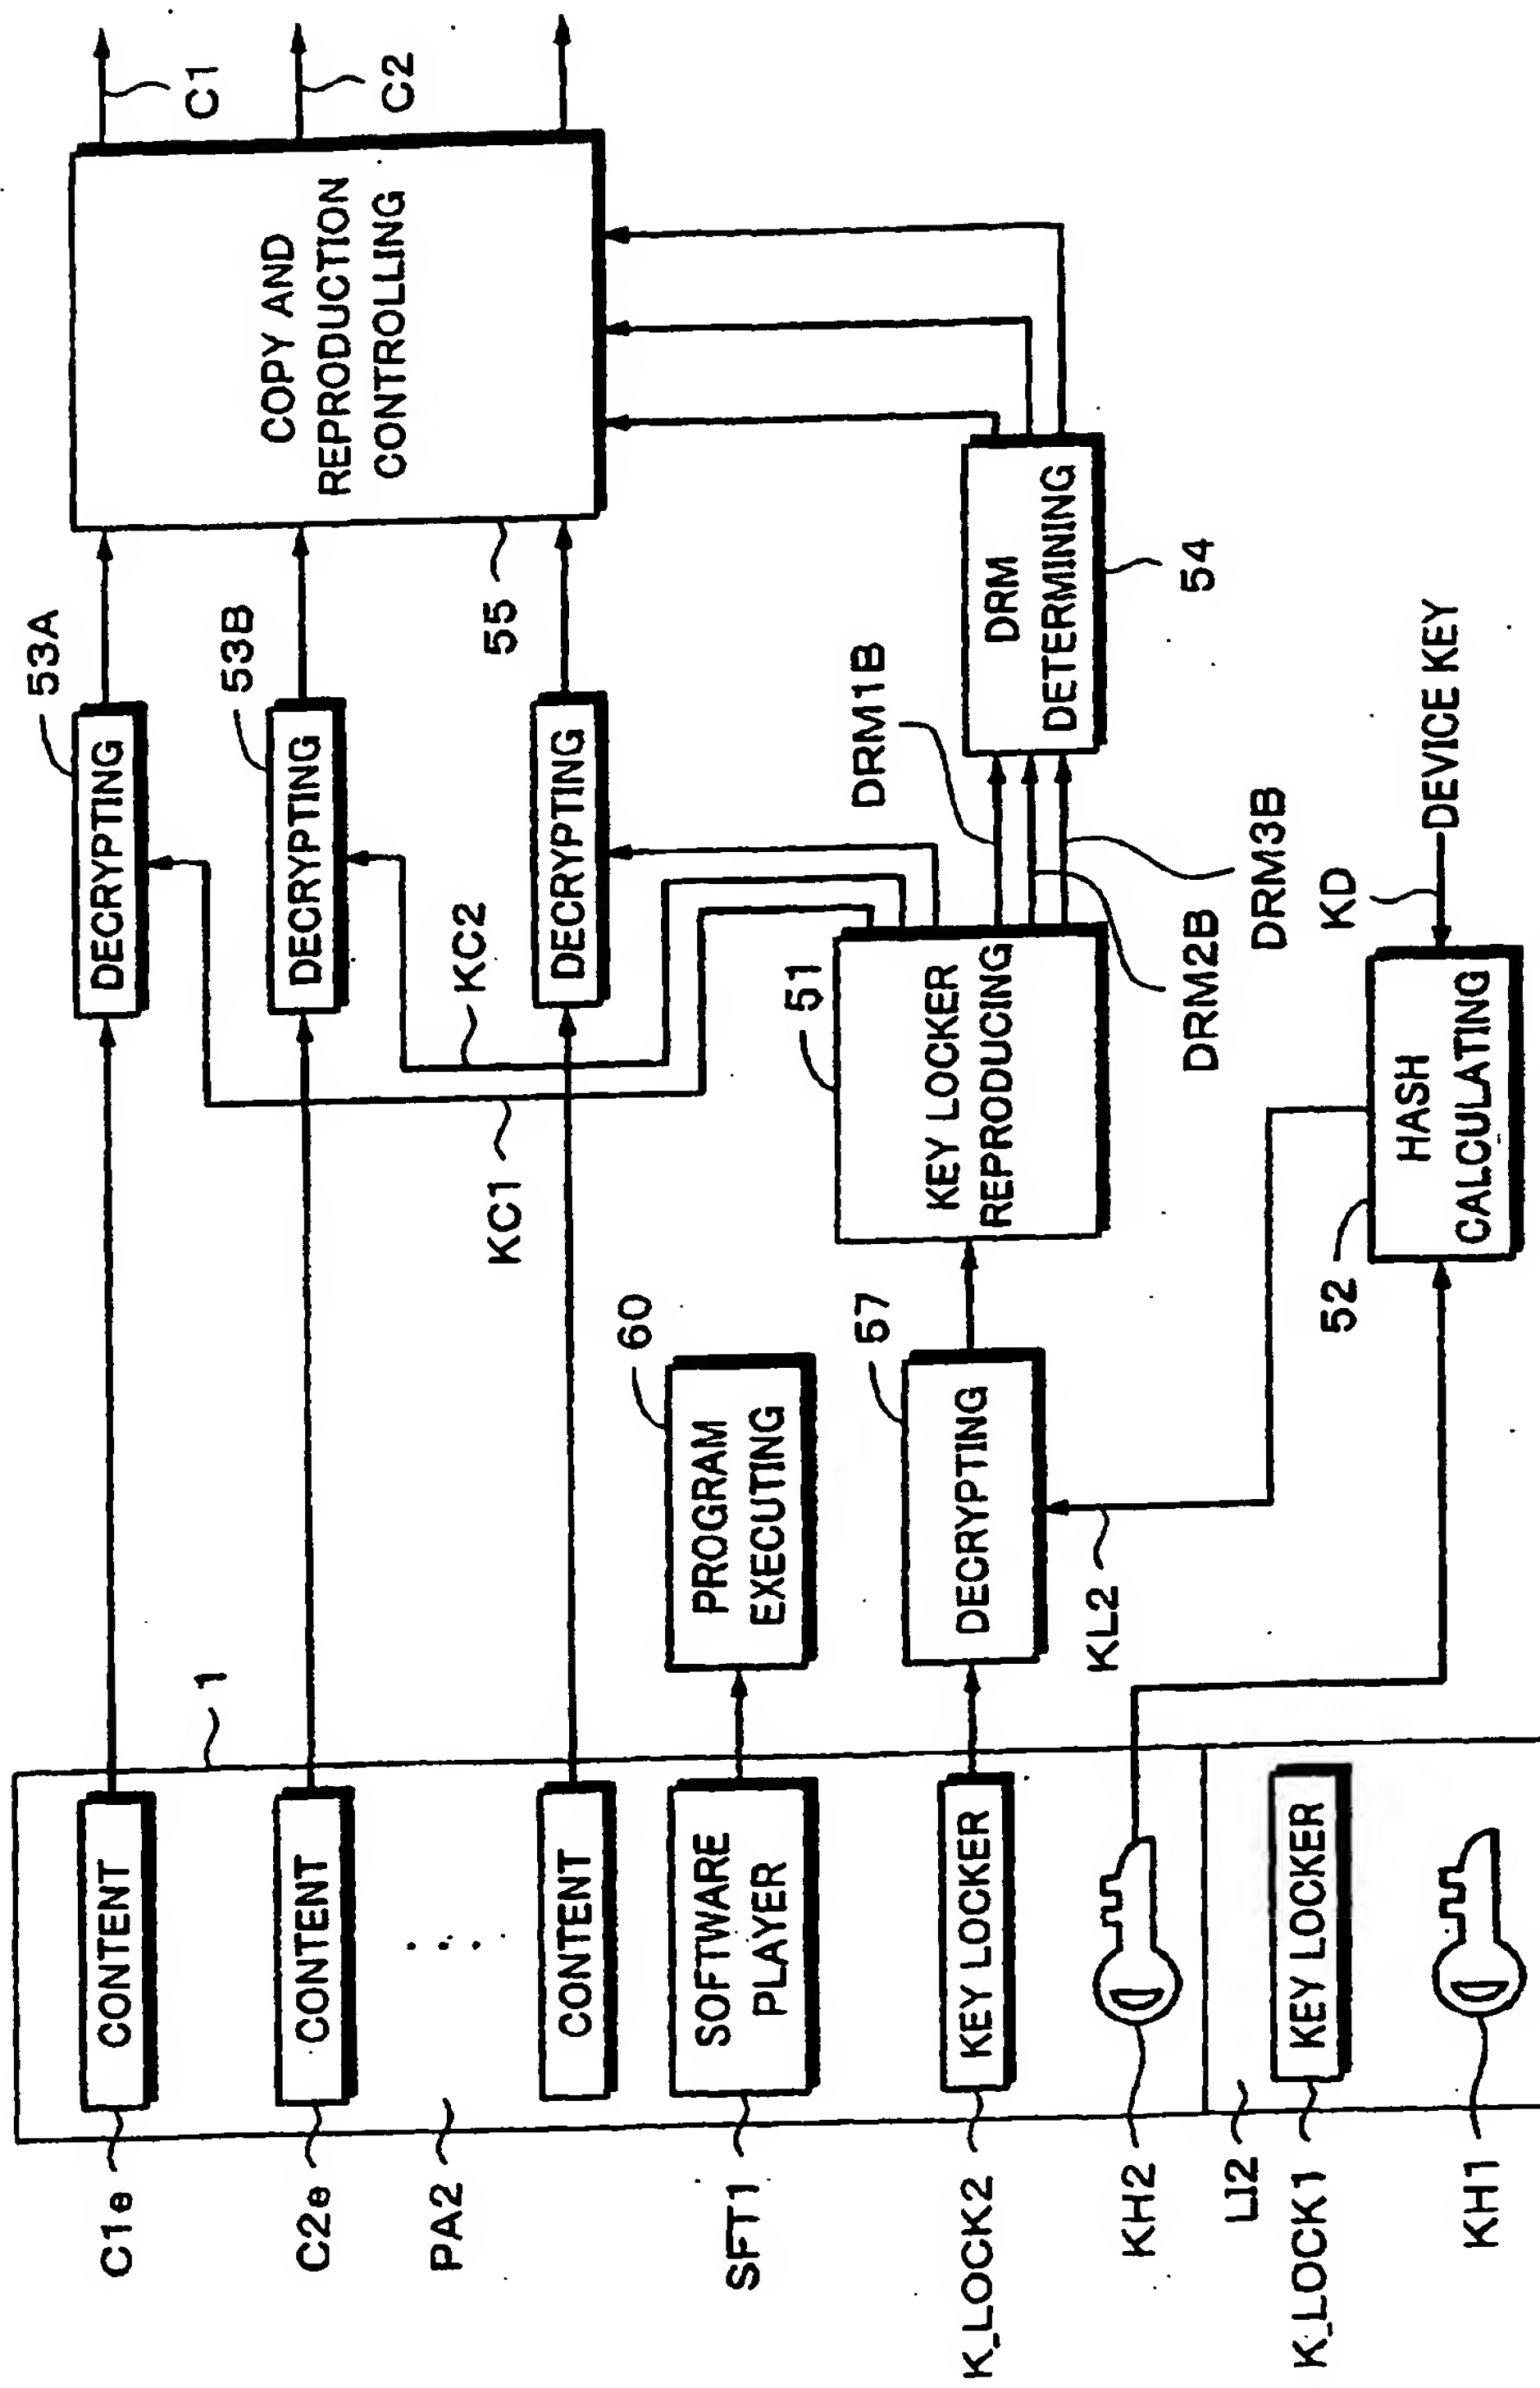 C1
C2
COPY AND
REPRODUCTION
CONTROLLING
53A
53B
55
DECRYPTING
DECRYPTING
DECRYPTING
KC2
KC1
DRM
DETERMINING
54
DRM1B
DRM2B
DRM3B
KD
DEVICE KEY
51
KEY LOCKER
REPRODUCING
HASH
CALCULATING
52
60
PROGRAM
EXECUTING
57
DECRYPTING
KL2
1
CONTENT
CONTENT
. . . .
CONTENT
SOFTWARE
PLAYER
KEY LOCKER
KEY LOCKER
C1e
C2e
PA2
SFT1
K_LOCK2
KH2
LI2
K_LOCK1
KH1